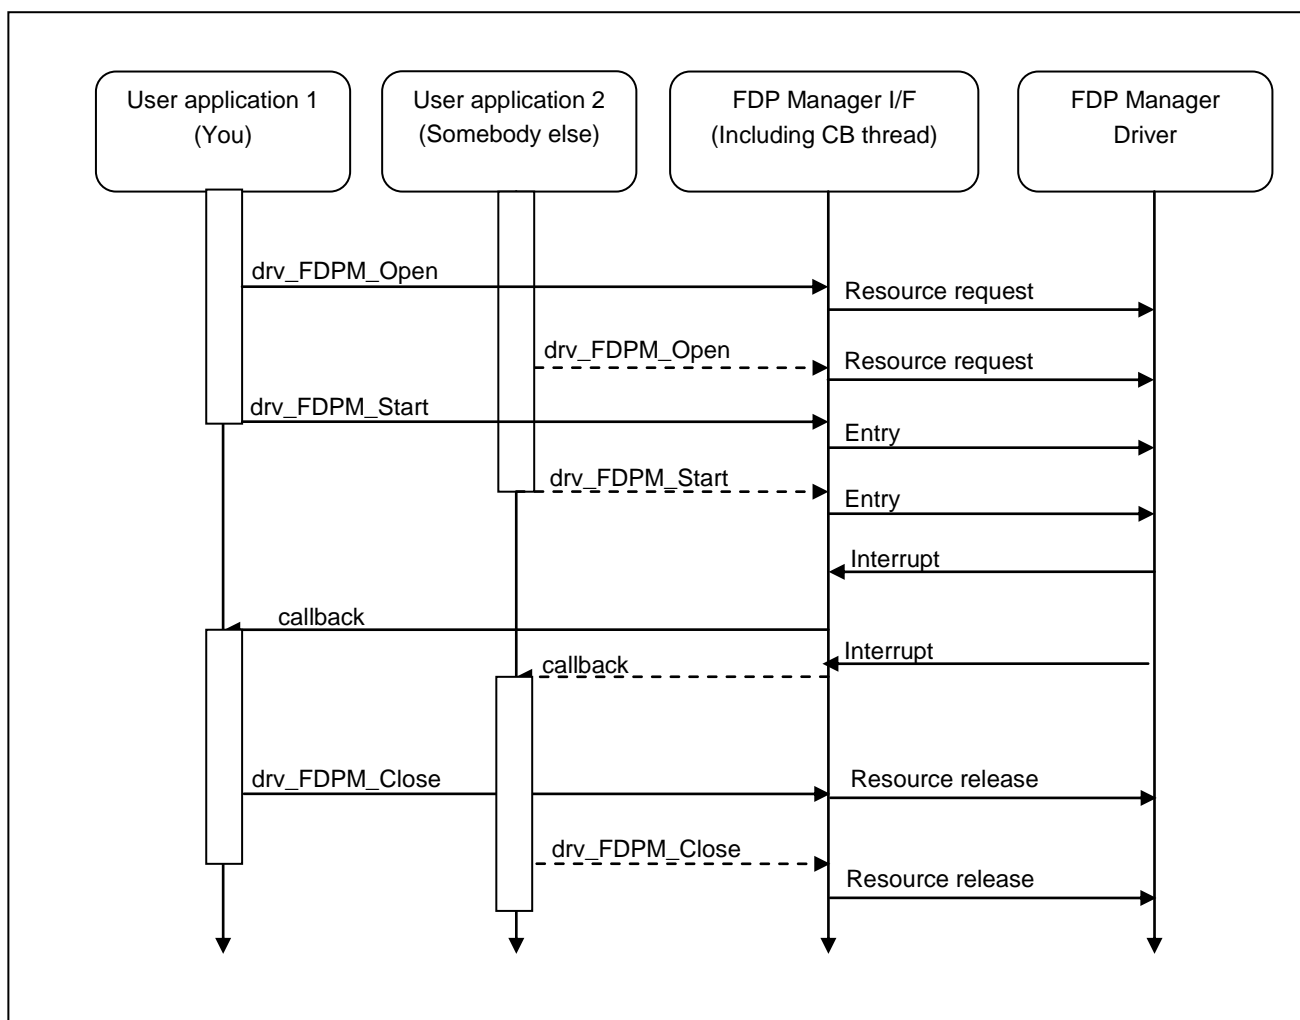 User application 1
(You)
User application 2
(Somebody else)
FDP Manager I/F
(Including CB thread)
FDP Manager
Driver
drv_FDPM_Open
Resource request
drv_FDPM_Open
Resource request
drv_FDPM_Start
Entry
drv_FDPM_Start
Entry
Interrupt
callback
Interrupt
callback
drv_FDPM_Close
Resource release
drv_FDPM_Close
Resource release